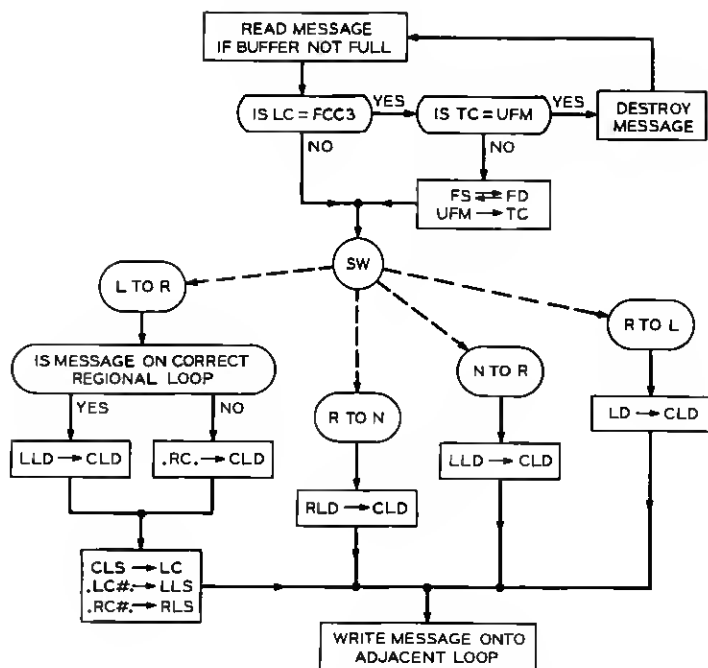 READ MESSAGE
IF BUFFER NOT FULL
IS LC = FCC3
YES
IS TC = UFM
YES
DESTROY
MESSAGE
NO
NO
FS ⇌ FD
UFM → TC
SW
L TO R
R TO L
IS MESSAGE ON CORRECT
REGIONAL LOOP
N TO R
R TO N
YES
NO
LD → CLD
LLD → CLD
.RC. → CLD
LLD → CLD
RLD → CLD
CLS → LC
.LC#. → LLS
.RC#. → RLS
WRITE MESSAGE ONTO
ADJACENT LOOP